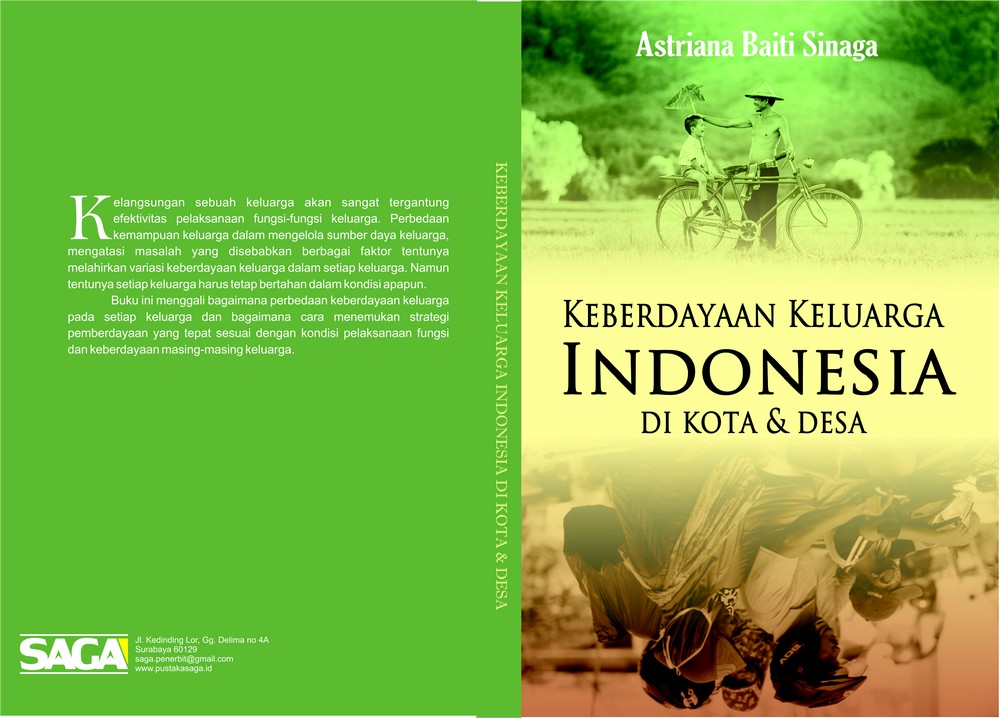 Kelangsungan sebuah keluarga akan sangat tergantung
efektivitas pelaksanaan fungsi-fungsi keluarga. Perbedaan
kemampuan keluarga dalam mengelola sumber daya keluarga,
mengatasi masalah yang disebabkan berbagai faktor tentunya
melahirkan variasi keberdayaan keluarga dalam setiap keluarga. Namun
tentunya setiap keluarga harus tetap bertahan dalam kondisi apapun.
Buku ini menggali bagaimana perbedaan keberdayaan keluarga
pada setiap keluarga dan bagaimana cara menemukan strategi
pemberdayaan yang tepat sesuai dengan kondisi pelaksanaan fungsi
dan keberdayaan masing-masing keluarga.
SAGA
Jl. Kedinding Lor, Gg. Delima no 4A
Surabaya 60129
saga.penerbit@gmail.com
www.pustakasaga.id
KEBERDAYAAN KELUARGA INDONESIA DI KOTA & DESA
Astriana Baiti Sinaga
KEBERDAYAAN KELUARGA
INDONESIA
DI KOTA & DESA